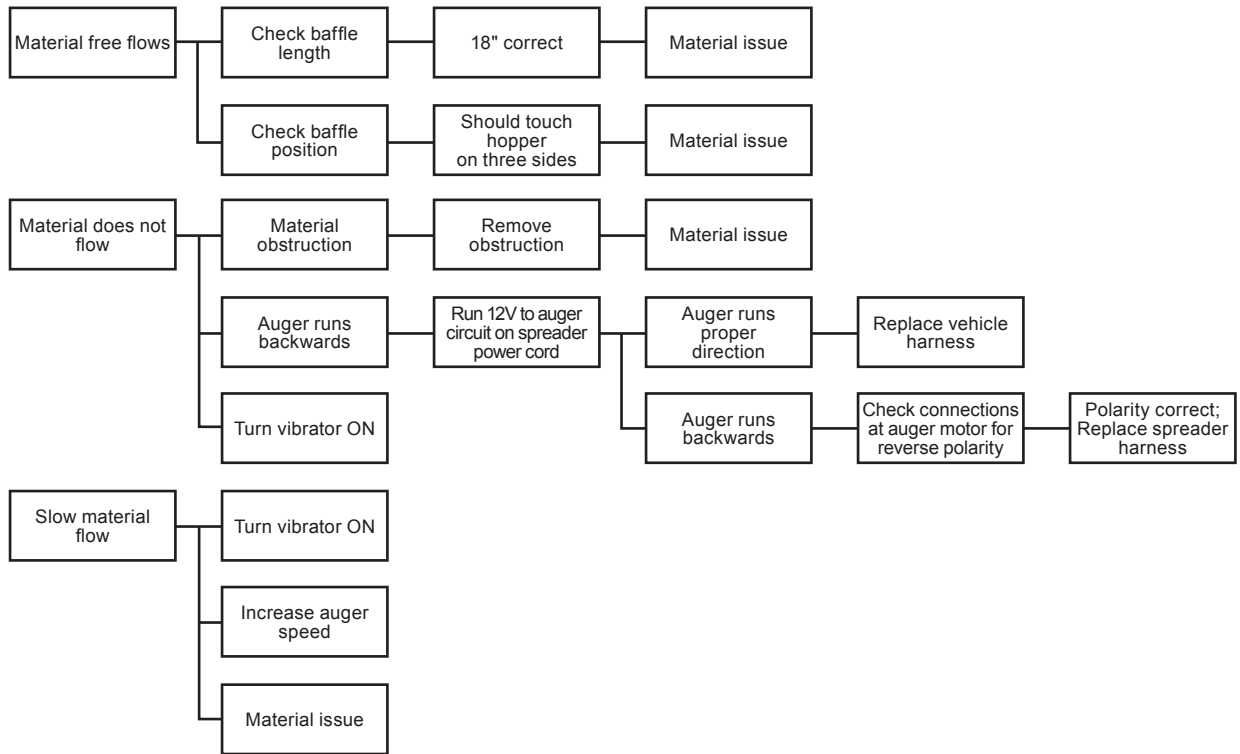 Material free flows
Check baffle
length
18" correct
Material issue
Check baffle
position
Should touch
hopper
on three sides
Material issue
Material does not
flow
Material
obstruction
Remove
obstruction
Material issue
Auger runs
backwards
Run 12V to auger
circuit on spreader
power cord
Auger runs
proper
direction
Replace vehicle
harness
Auger runs
backwards
Check connections
at auger motor for
reverse polarity
Polarity correct;
Replace spreader
harness
Turn vibrator ON
Slow material
flow
Turn vibrator ON
Increase auger
speed
Material issue